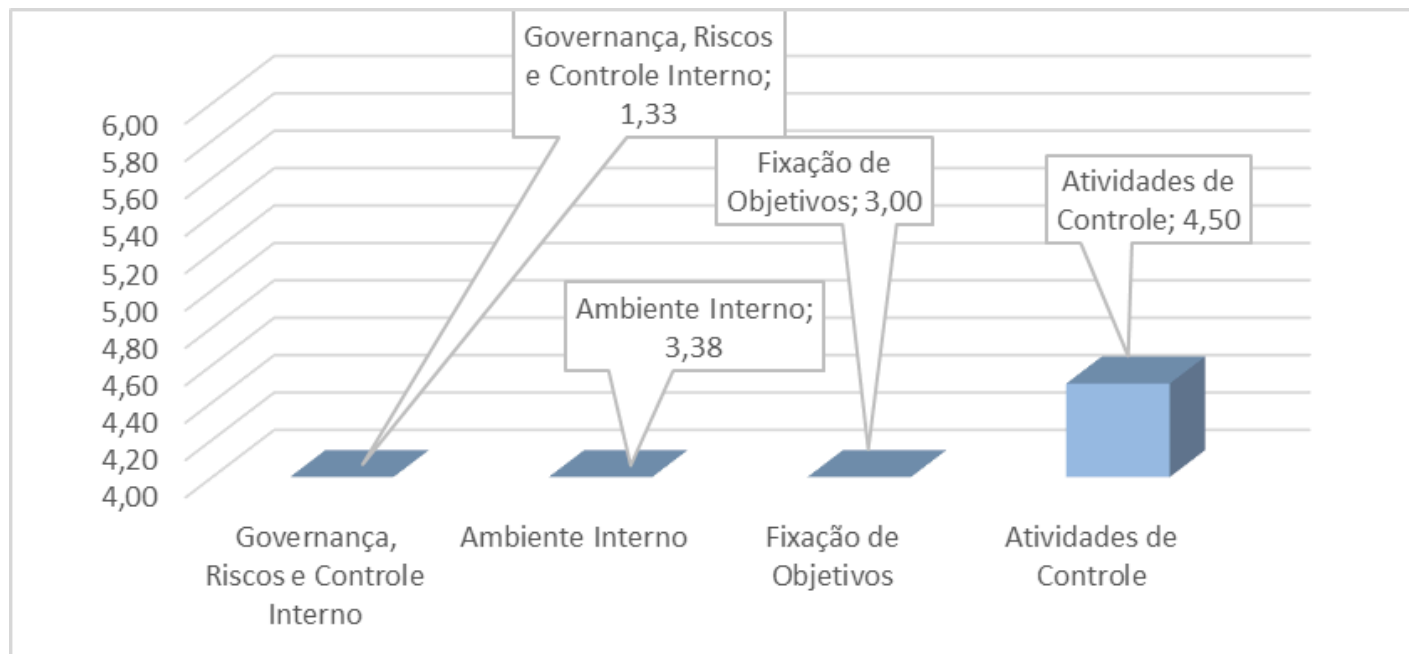 Governança, Riscos
e Controle Interno;
1,33
Fixação de
Objetivos; 3,00
Atividades de
Controle; 4,50
Ambiente Interno;
3,38
6,00
5,80
5,60
5,40
5,20
5,00
4,80
4,60
4,40
4,20
4,00
Governança,
Riscos e Controle
Interno
Ambiente Interno
Fixação de
Objetivos
Atividades de
Controle